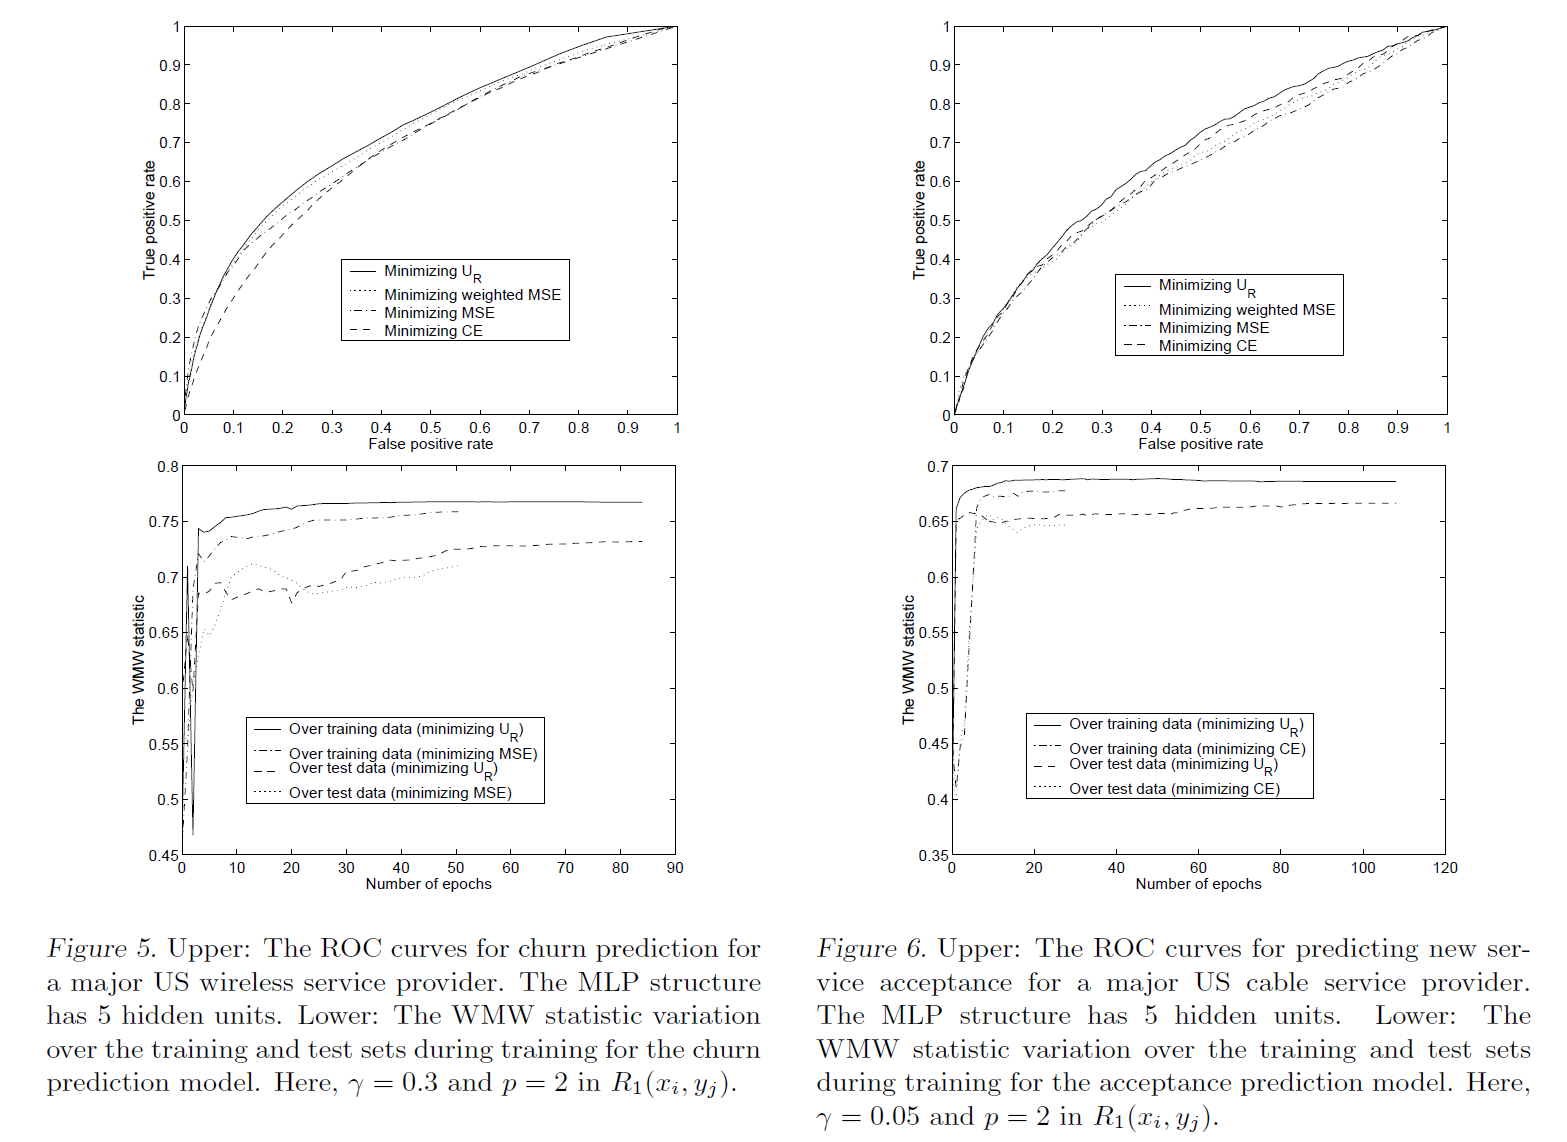 1
0.9
0.8
0.7
0.6
0.5
0.4
0.3
0.2
0.1
0
True positive rate
Minimizing U_R
Minimizing weighted MSE
Minimizing MSE
Minimizing CE
0 0.1 0.2 0.3 0.4 0.5 0.6 0.7 0.8 0.9 1
False positive rate
0.8
0.75
0.7
0.65
0.6
0.55
0.5
0.45
The WMW statistic
Over training data (minimizing U_R)
Over training data (minimizing MSE)
Over test data (minimizing U_R)
Over test data (minimizing MSE)
0 10 20 30 40 50 60 70 80 90
Number of epochs
Figure 5. Upper: The ROC curves for churn prediction for
a major US wireless service provider. The MLP structure
has 5 hidden units. Lower: The WMW statistic variation
over the training and test sets during training for the churn
prediction model. Here, γ = 0.3 and p = 2 in R₁(xᵢ, yⱼ).
1
0.9
0.8
0.7
0.6
0.5
0.4
0.3
0.2
0.1
0
True positive rate
Minimizing U_R
Minimizing weighted MSE
Minimizing MSE
Minimizing CE
0 0.1 0.2 0.3 0.4 0.5 0.6 0.7 0.8 0.9 1
False positive rate
0.7
0.65
0.6
0.55
0.5
0.45
0.4
0.35
The WMW statistic
Over training data (minimizing U_R)
Over training data (minimizing CE)
Over test data (minimizing U_R)
Over test data (minimizing CE)
0 20 40 60 80 100 120
Number of epochs
Figure 6. Upper: The ROC curves for predicting new ser-
vice acceptance for a major US cable service provider.
The MLP structure has 5 hidden units. Lower: The
WMW statistic variation over the training and test sets
during training for the acceptance prediction model. Here,
γ = 0.05 and p = 2 in R₁(xᵢ, yⱼ).